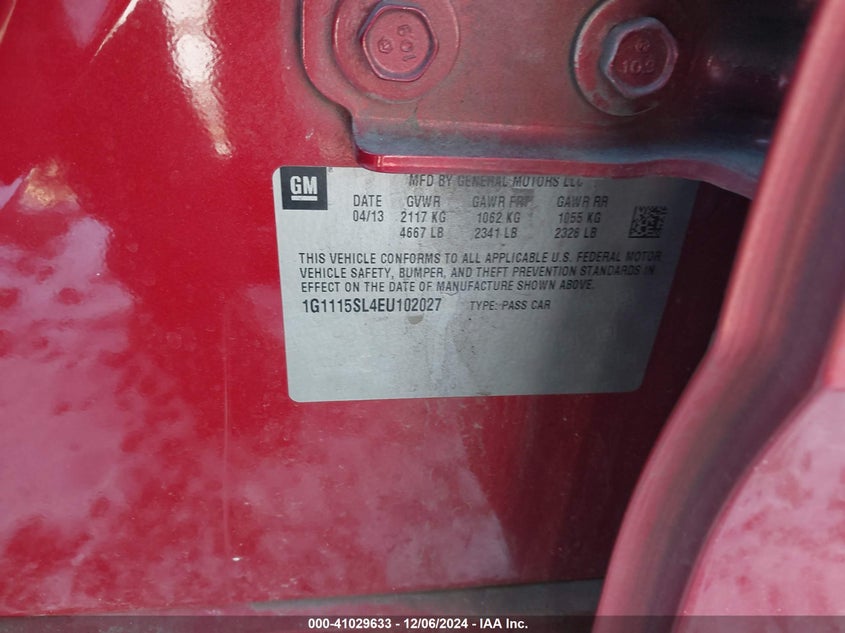 10.9
GM
MFD BY GENERAL MOTORS LLC
DATE GVWR GAWR FRT GAWR RR
04/13 2117 KG 1062 KG 1055 KG
4667 LB 2341 LB 2326 LB
THIS VEHICLE CONFORMS TO ALL APPLICABLE U.S. FEDERAL MOTOR
VEHICLE SAFETY, BUMPER, AND THEFT PREVENTION STANDARDS IN
EFFECT ON THE DATE OF MANUFACTURE SHOWN ABOVE.
1G1115SL4EU102027 TYPE: PASS CAR
000-41029633 - 12/06/2024 - IAA Inc.